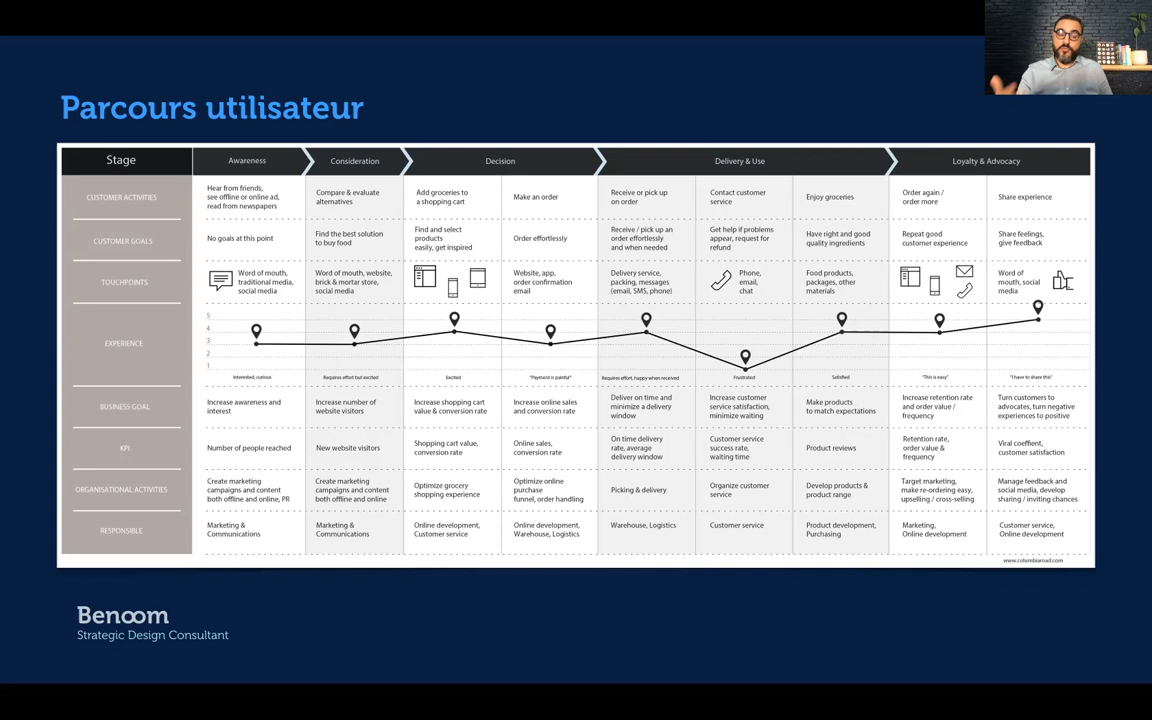 Parcours utilisateur
Stage
Awareness
Consideration
Decision
Delivery & Use
Loyalty & Advocacy
CUSTOMER ACTIVITIES
Hear from friends,
see offline or online ad,
read from newspapers
Compare & evaluate
alternatives
Add groceries to
a shopping cart
Make an order
Receive or pick up
on order
Contact customer
service
Enjoy groceries
Order again /
order more
Share experience
CUSTOMER GOALS
No goals at this point
Find the best solution
to buy food
Find and select
products
easily, get inspired
Order effortlessly
Receive / pick up an
order effortlessly
and when needed
Get help if problems
appear, request for
refund
Have right and good
quality ingredients
Repeat good
customer experience
Share feelings,
give feedback
TOUCHPOINTS
Word of mouth,
traditional media,
social media
Word of mouth, website,
brick & mortar store,
social media
Website, app,
order confirmation
email
Delivery service,
packing, messages
(email, SMS, phone)
Phone,
email,
chat
Food products,
packages, other
materials
Word of
mouth, social
media
EXPERIENCE
5
4
3
2
1
Interested, curious
Requires effort but excited
Excited
"Payment is painful"
Requires effort, happy when received
Frustrated
Satisfied
"This is easy"
"I have to share this"
BUSINESS GOAL
Increase awareness and
interest
Increase number of
website visitors
Increase shopping cart
value & conversion rate
Increase online sales
and conversion rate
Deliver on time and
minimize a delivery
window
Increase customer
service satisfaction,
minimize waiting
Make products
to match expectations
Increase retention rate
and order value /
frequency
Turn customers to
advocates, turn negative
experiences to positive
KPI
Number of people reached
New website visitors
Shopping cart value,
conversion rate
Online sales,
conversion rate
On time delivery
rate, average
delivery window
Customer service
success rate,
waiting time
Product reviews
Retention rate,
order value &
frequency
Viral coeffient,
customer satisfaction
ORGANISATIONAL ACTIVITIES
Create marketing
campaigns and content
both offline and online, PR
Create marketing
campaigns and content
both offline and online
Optimize grocery
shopping experience
Optimize online
purchase
funnel, order handling
Picking & delivery
Organize customer
service
Develop products &
product range
Target marketing,
make re-ordering easy,
upselling / cross-selling
Manage feedback and
social media, develop
sharing / inviting chances
RESPONSIBLE
Marketing &
Communications
Marketing &
Communications
Online development,
Customer service
Online development,
Warehouse, Logistics
Warehouse, Logistics
Customer service
Product development,
Purchasing
Marketing,
Online development
Customer service,
Online development
www.columbiaroad.com
Benoom
Strategic Design Consultant